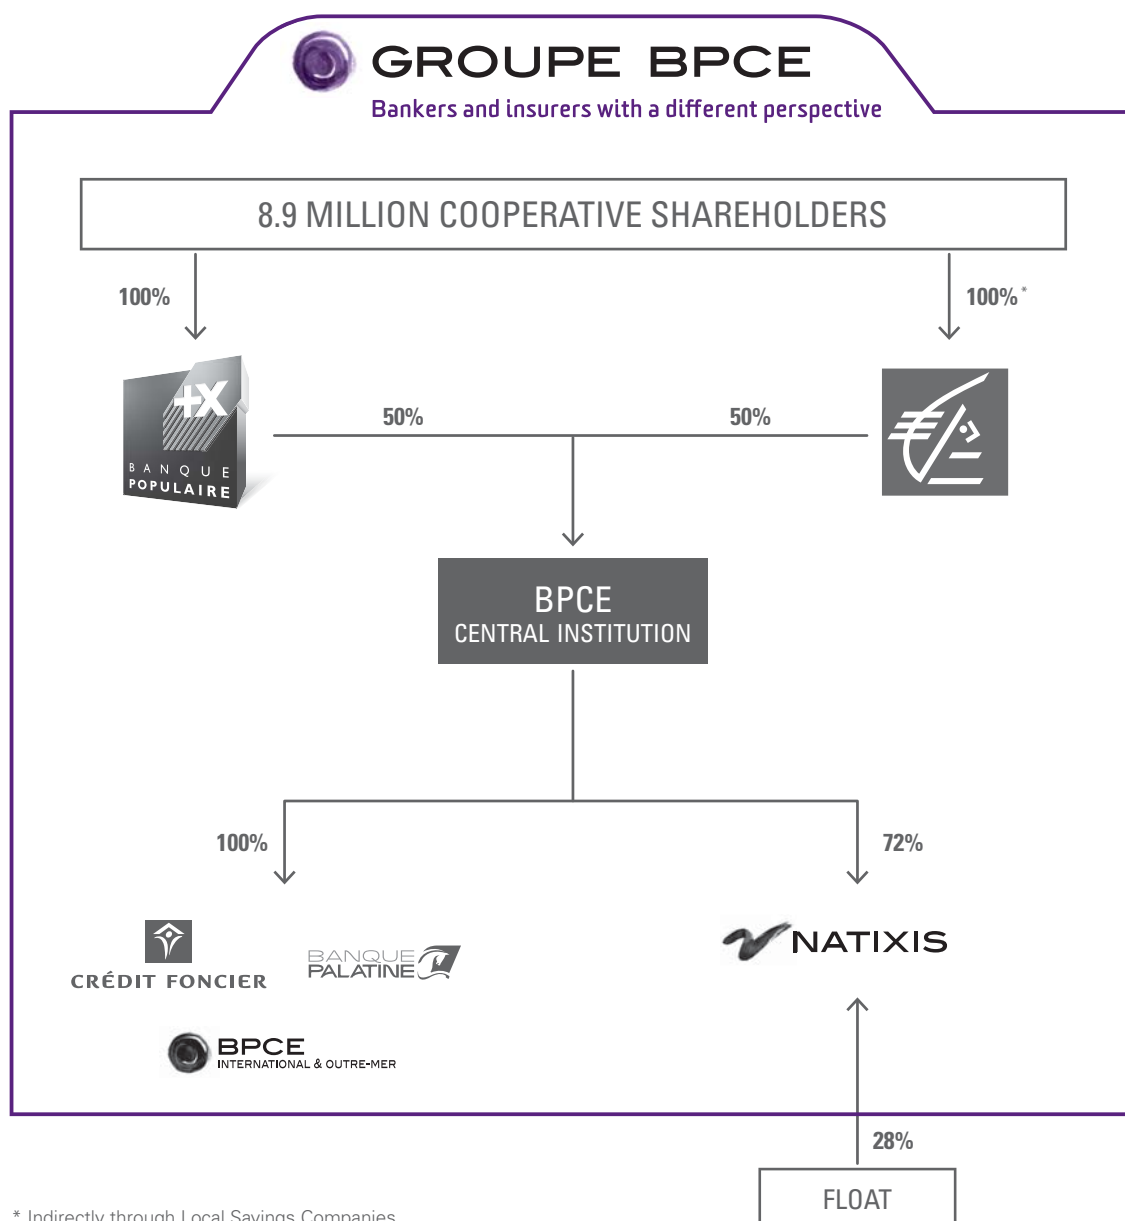 GROUPE BPCE
Bankers and insurers with a different perspective
8.9 MILLION COOPERATIVE SHAREHOLDERS
100%
100%*
+X
BANQUE
POPULAIRE
50%
50%
BPCE
CENTRAL INSTITUTION
100%
72%
CRÉDIT FONCIER
BANQUE
PALATINE
NATIXIS
BPCE
INTERNATIONAL & OUTRE-MER
28%
FLOAT
* Indirectly through Local Savings Companies